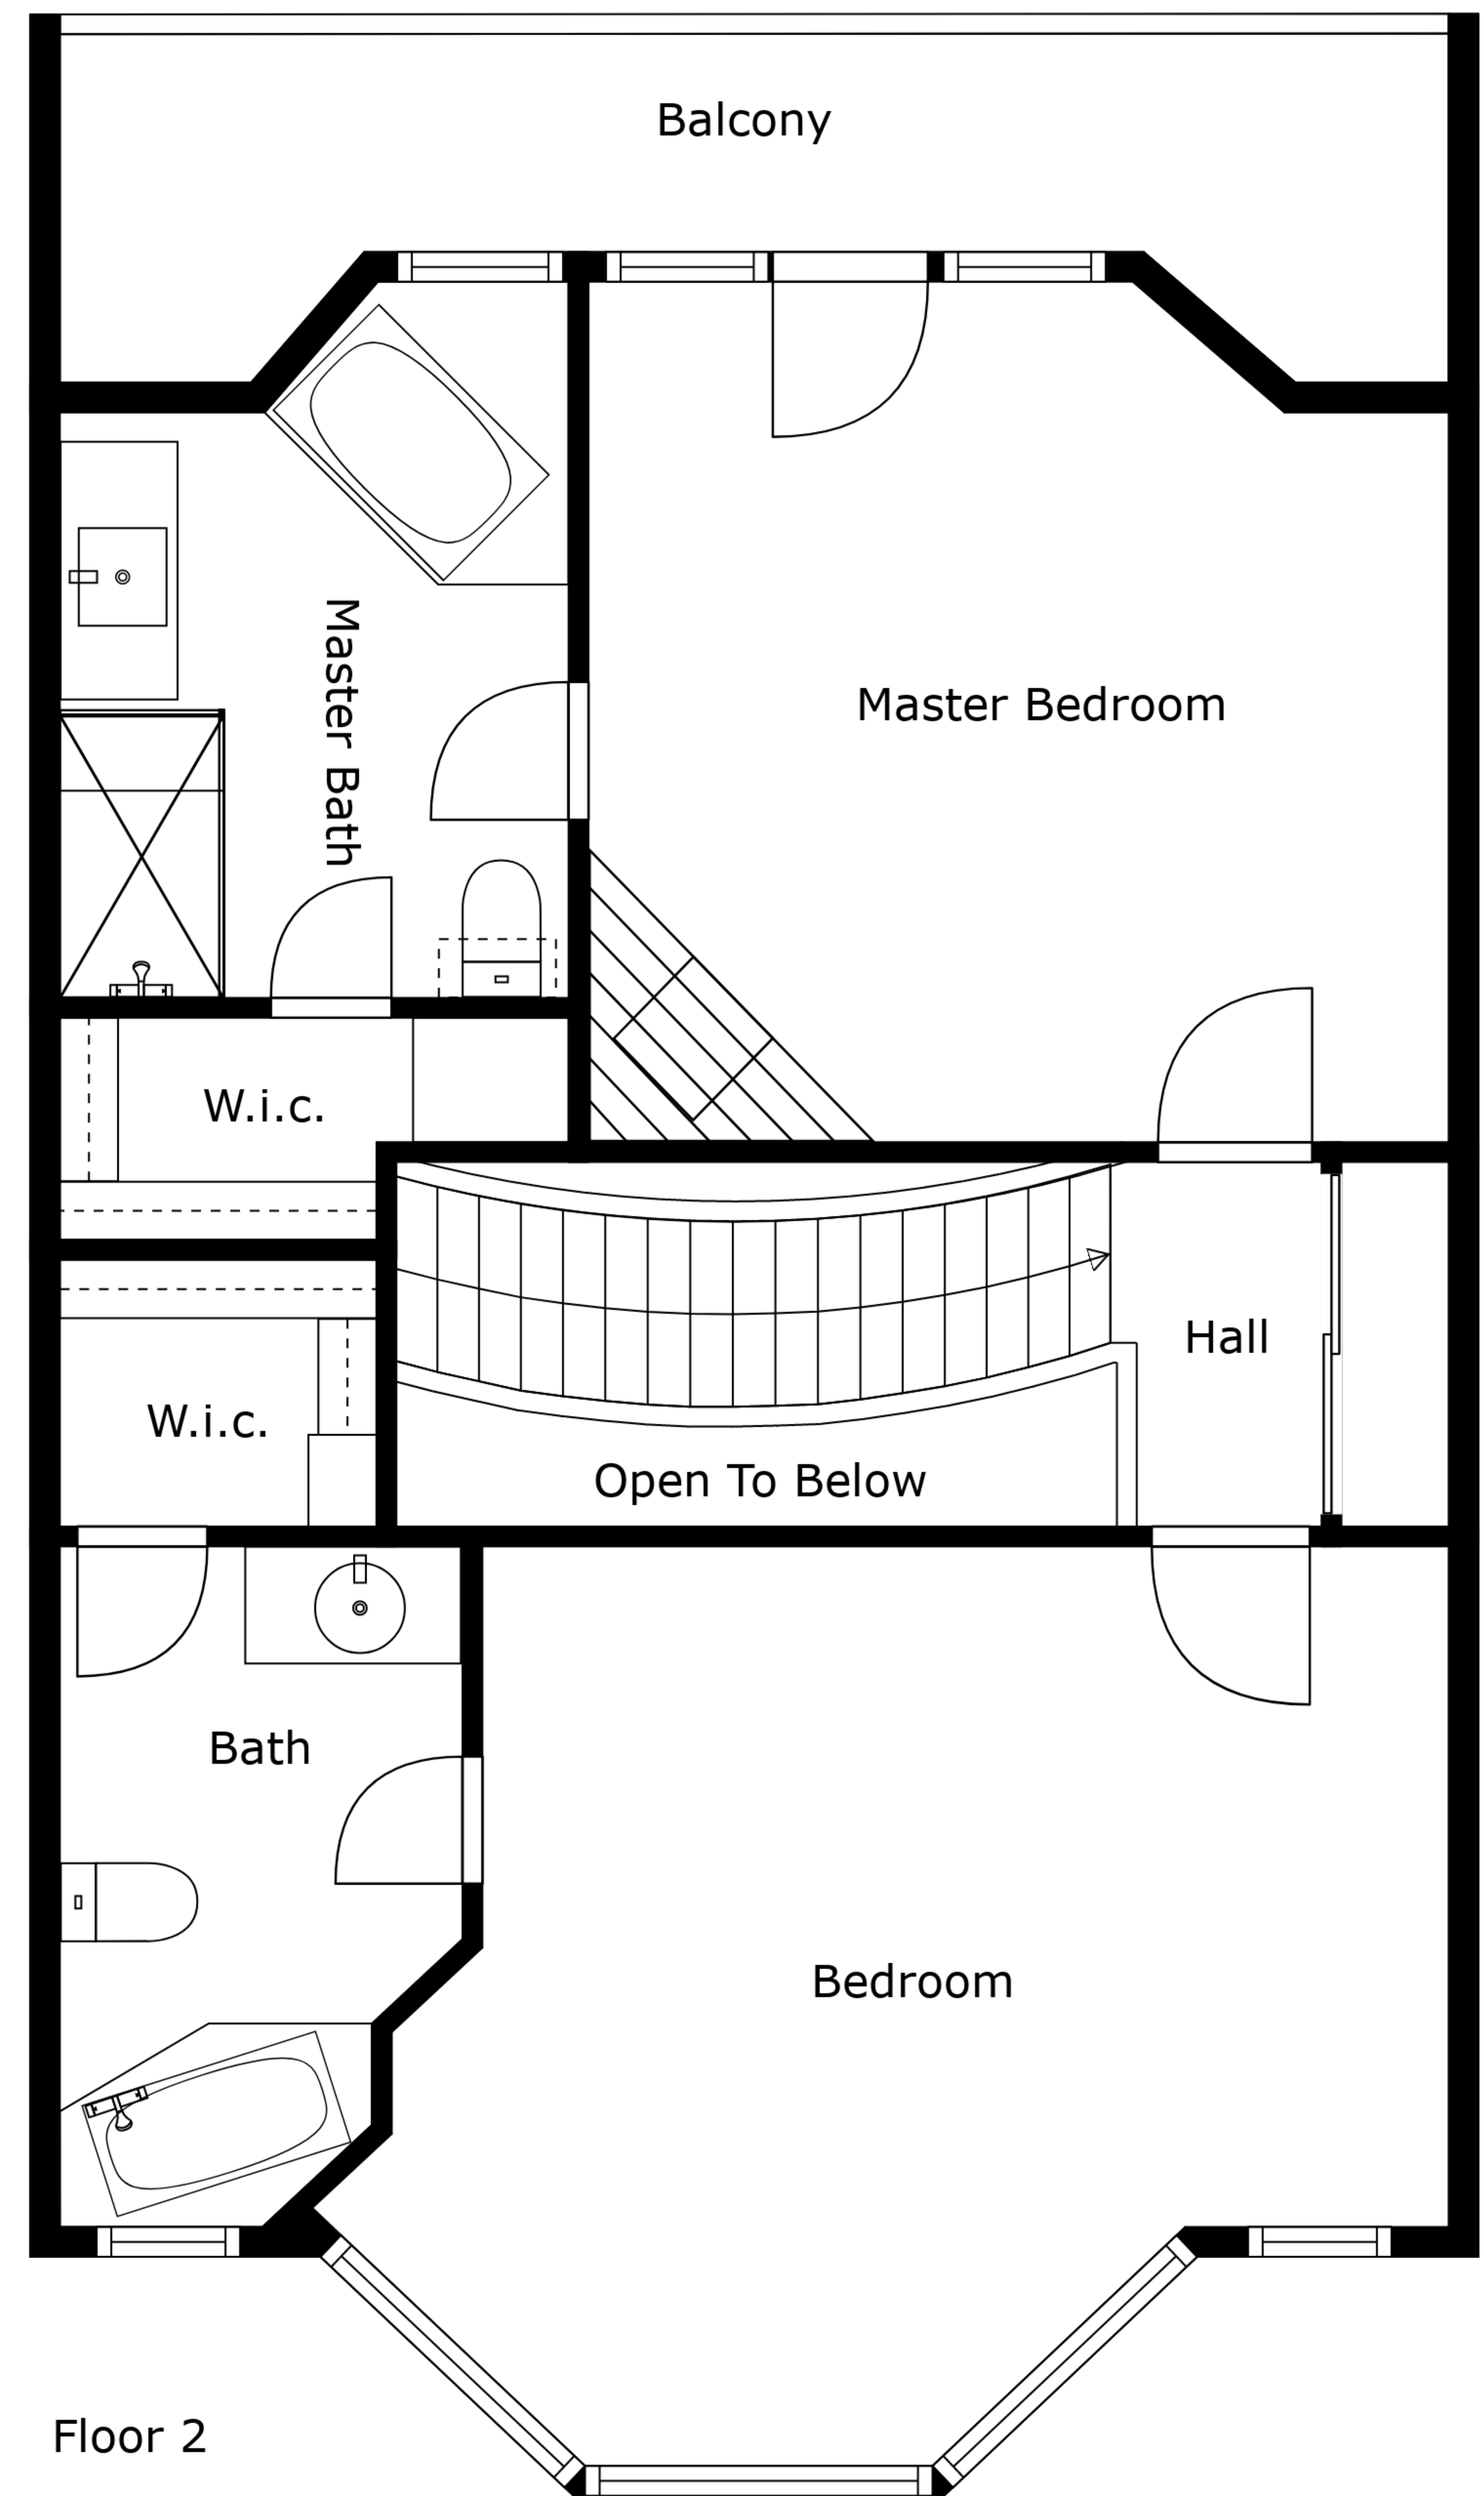 Balcony
Master Bedroom
Master Bath
W.i.c.
Hall
W.i.c.
Open To Below
Bath
Bedroom
Floor 2